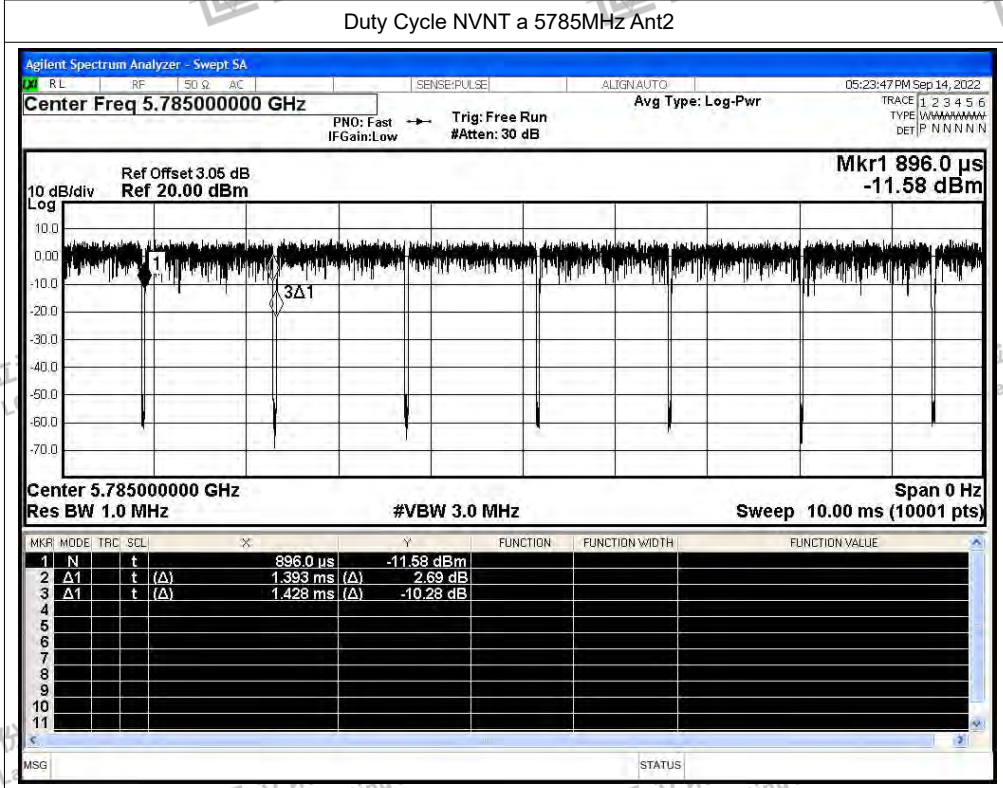 Duty Cycle NVNT a 5785MHz Ant2
Agilent Spectrum Analyzer - Swept SA
LXI RL RF 50 Ω AC SENSE:PULSE ALIGNAUTO 05:23:47 PM Sep 14, 2022
Center Freq 5.785000000 GHz Avg Type: Log-Pwr TRACE 1 2 3 4 5 6
PNO: Fast Trig: Free Run TYPE WWWWWW
IFGain:Low #Atten: 30 dB DET P N N N N N
Mkr1 896.0 µs
-11.58 dBm
Ref Offset 3.05 dB
10 dB/div Ref 20.00 dBm
Log
10.0
0.00
-10.0
-20.0
-30.0
-40.0
-50.0
-60.0
-70.0
1
3Δ1
Center 5.785000000 GHz Span 0 Hz
Res BW 1.0 MHz #VBW 3.0 MHz Sweep 10.00 ms (10001 pts)
MKR MODE TRC SCL X Y FUNCTION FUNCTION WIDTH FUNCTION VALUE
1 N t 896.0 µs -11.58 dBm
2 Δ1 t (Δ) 1.393 ms (Δ) 2.69 dB
3 Δ1 t (Δ) 1.428 ms (Δ) -10.28 dB
4
5
6
7
8
9
10
11
MSG STATUS